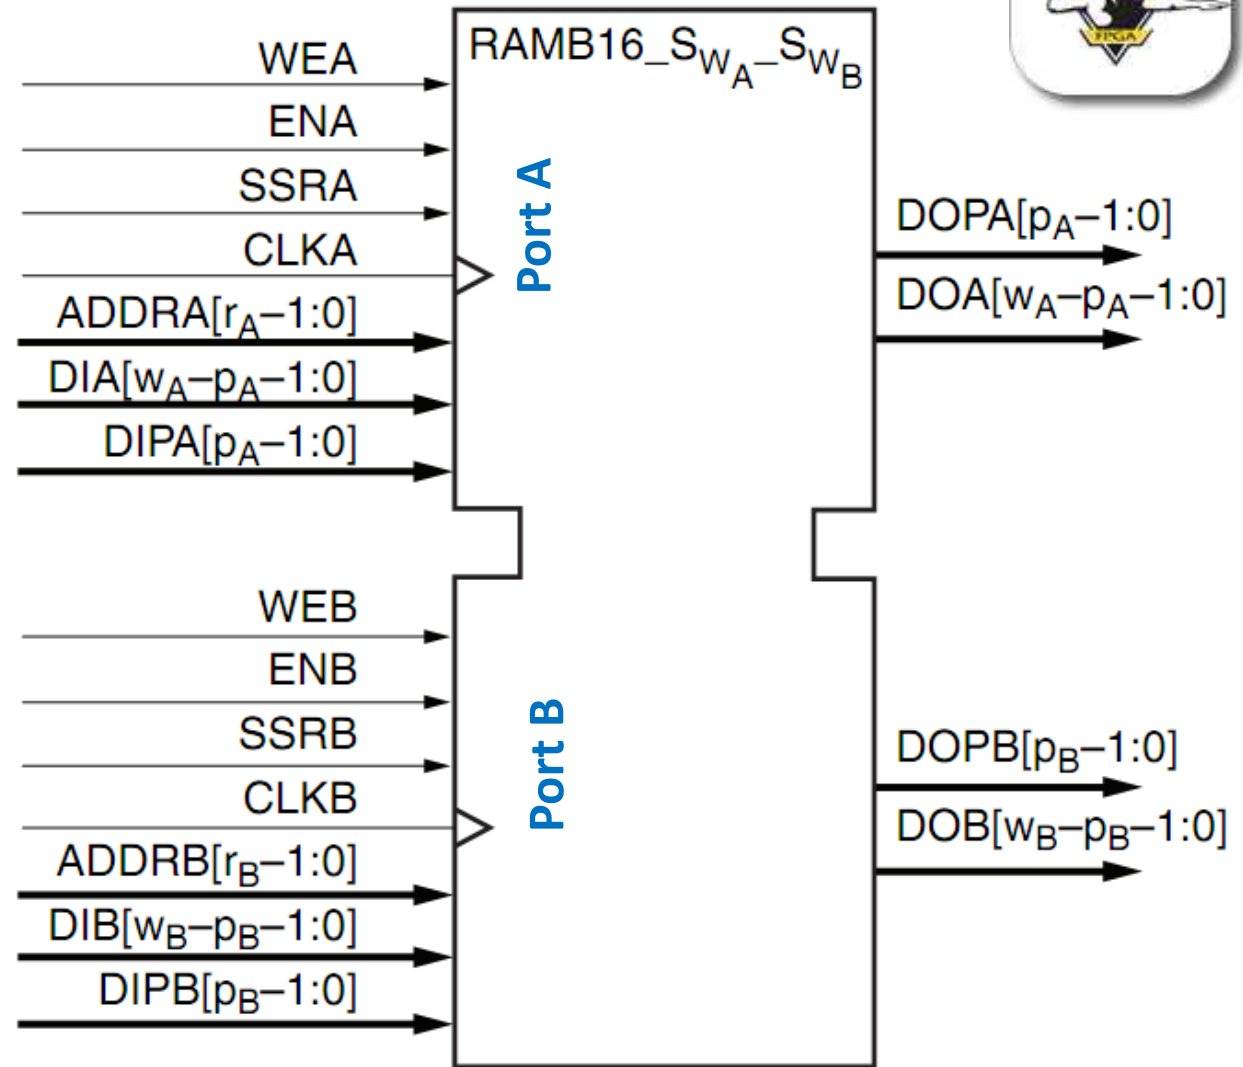 RAMB16_SWA_SWB
FPGA
WEA
ENA
SSRA
CLKA
ADDRA[rA–1:0]
DIA[wA–pA–1:0]
DIPA[pA–1:0]
Port A
DOPA[pA–1:0]
DOA[wA–pA–1:0]
WEB
ENB
SSRB
CLKB
ADDRB[rB–1:0]
DIB[wB–pB–1:0]
DIPB[pB–1:0]
Port B
DOPB[pB–1:0]
DOB[wB–pB–1:0]